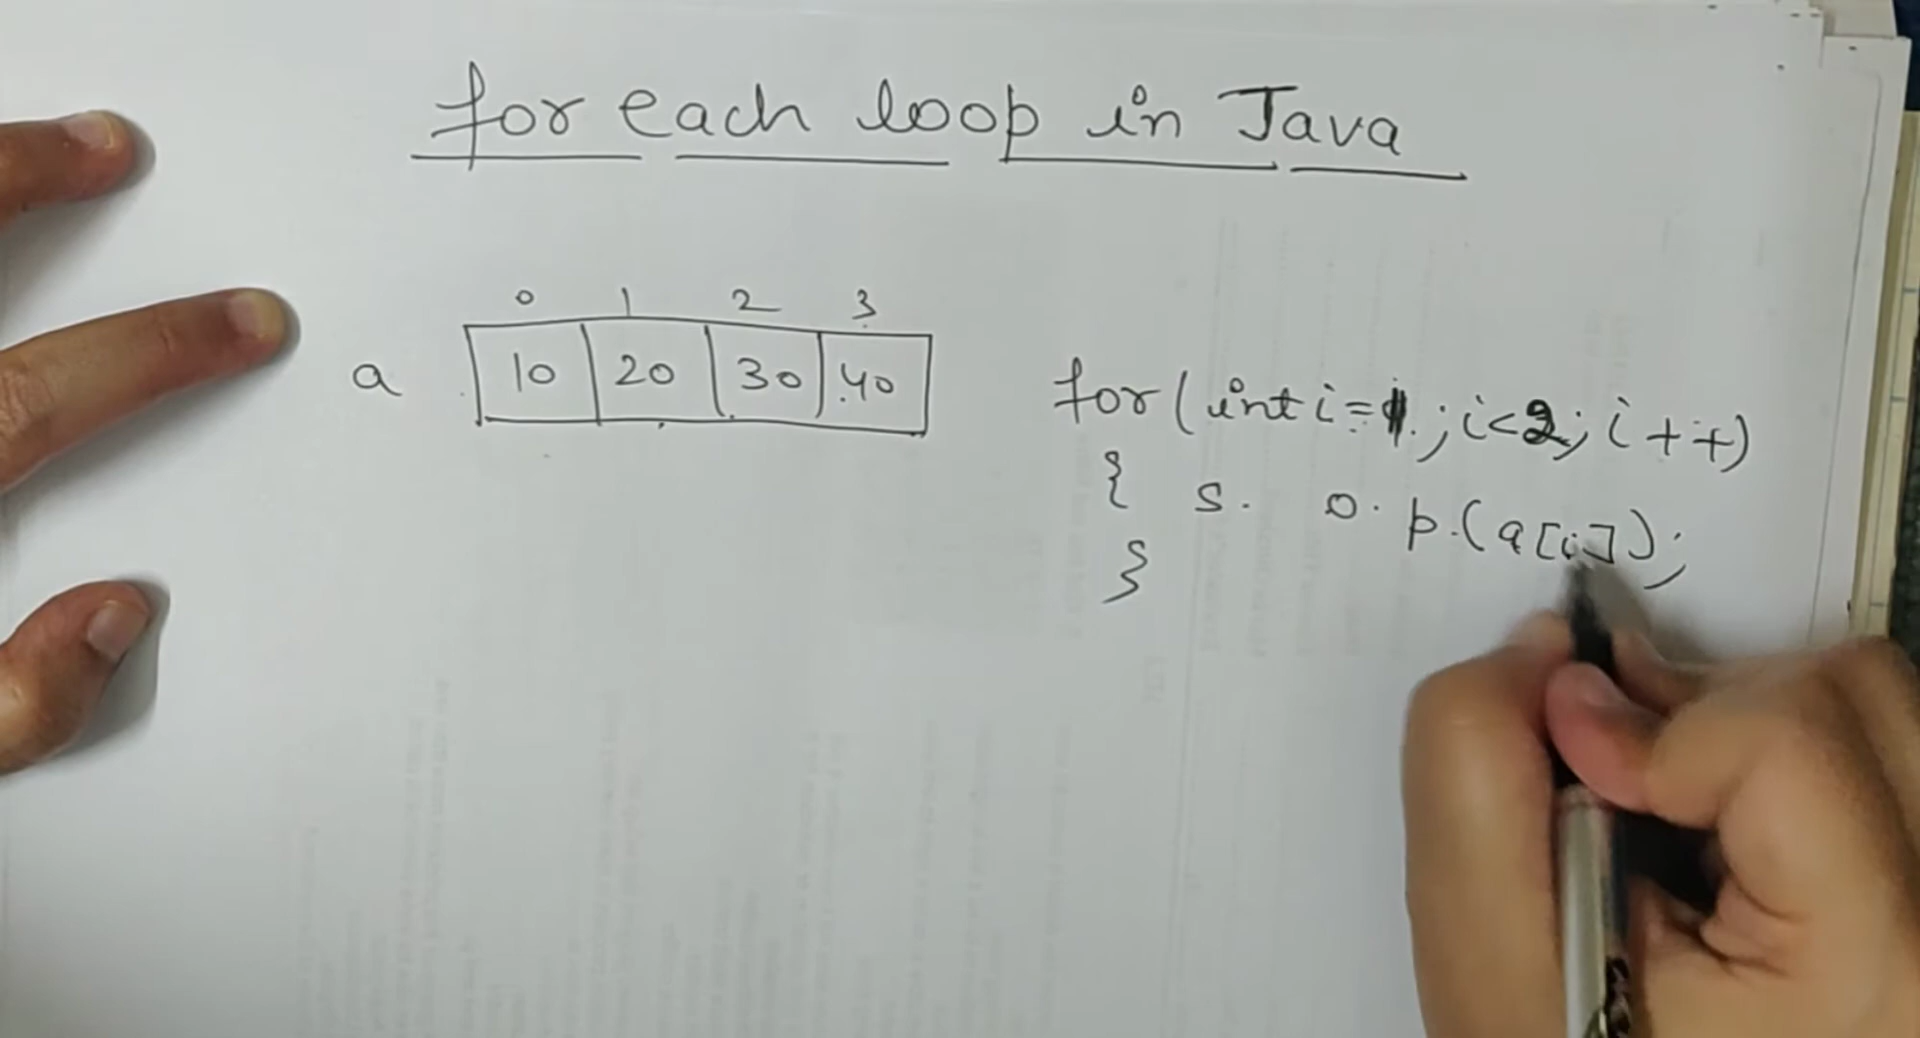 for each loop in Java
0 1 2 3
a 10 20 30 40
for(int i=1;i<2;i++)
{ s. o. p.(a[i]);
}